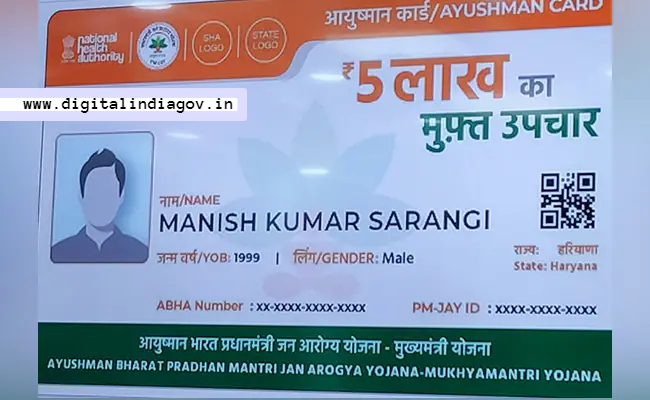 आयुष्मान कार्ड/AYUSHMAN CARD
national
health
authority
PM-JAY
SHA
LOGO
STATE
LOGO
₹5 लाख का
मुफ़्त उपचार
www.digitalindiagov.in
नाम/NAME
MANISH KUMAR SARANGI
जन्म वर्ष/YOB: 1999 | लिंग/GENDER: Male
राज्य: हरियाणा
State: Haryana
ABHA Number : xx-xxxx-xxxx-xxxx
PM-JAY ID : xxxx-xxxx-xxxx
आयुष्मान भारत प्रधानमंत्री जन आरोग्य योजना - मुख्यमंत्री योजना
AYUSHMAN BHARAT PRADHAN MANTRI JAN AROGYA YOJANA-MUKHYAMANTRI YOJANA